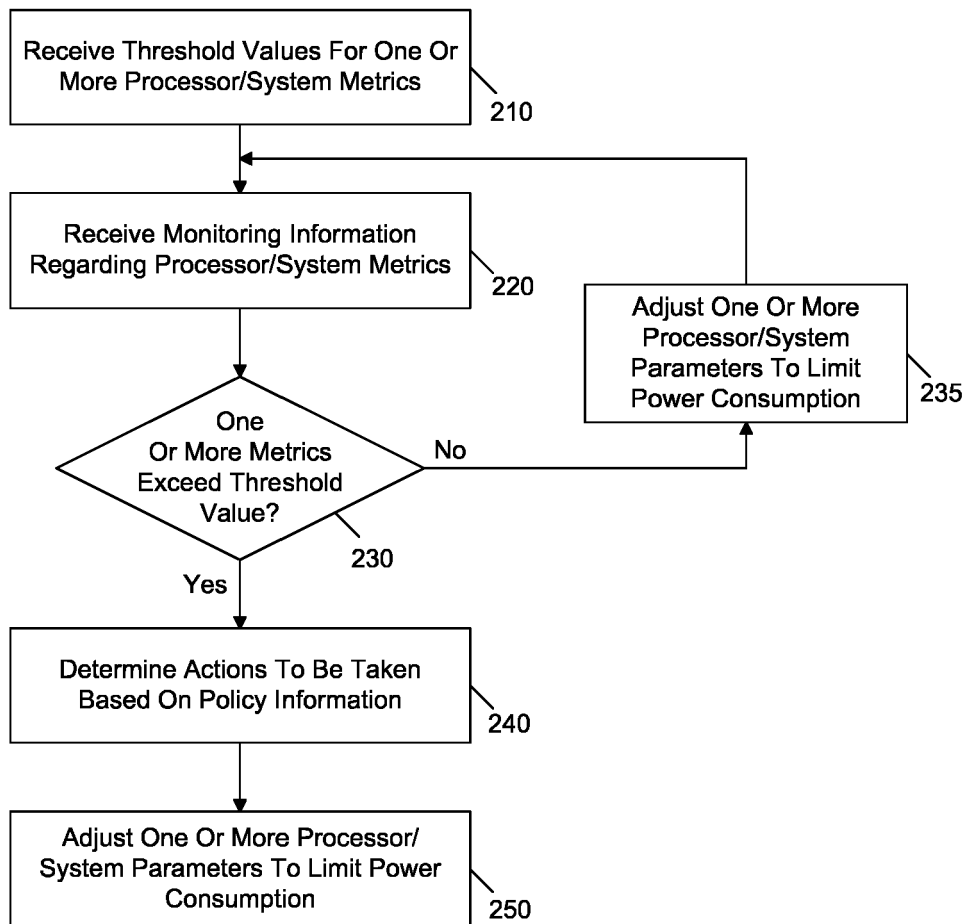 Receive Threshold Values For One Or
More Processor/System Metrics
210
Receive Monitoring Information
Regarding Processor/System Metrics
220
Adjust One Or More
Processor/System
Parameters To Limit
Power Consumption
235
One
Or More Metrics
Exceed Threshold
Value?
No
230
Yes
Determine Actions To Be Taken
Based On Policy Information
240
Adjust One Or More Processor/
System Parameters To Limit Power
Consumption
250